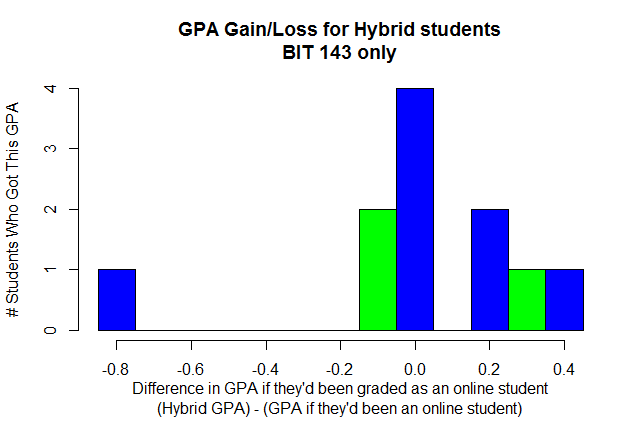 GPA Gain/Loss for Hybrid students
BIT 143 only
# Students Who Got This GPA
4
3
2
1
0
-0.8 -0.6 -0.4 -0.2 0.0 0.2 0.4
Difference in GPA if they'd been graded as an online student
(Hybrid GPA) - (GPA if they'd been an online student)